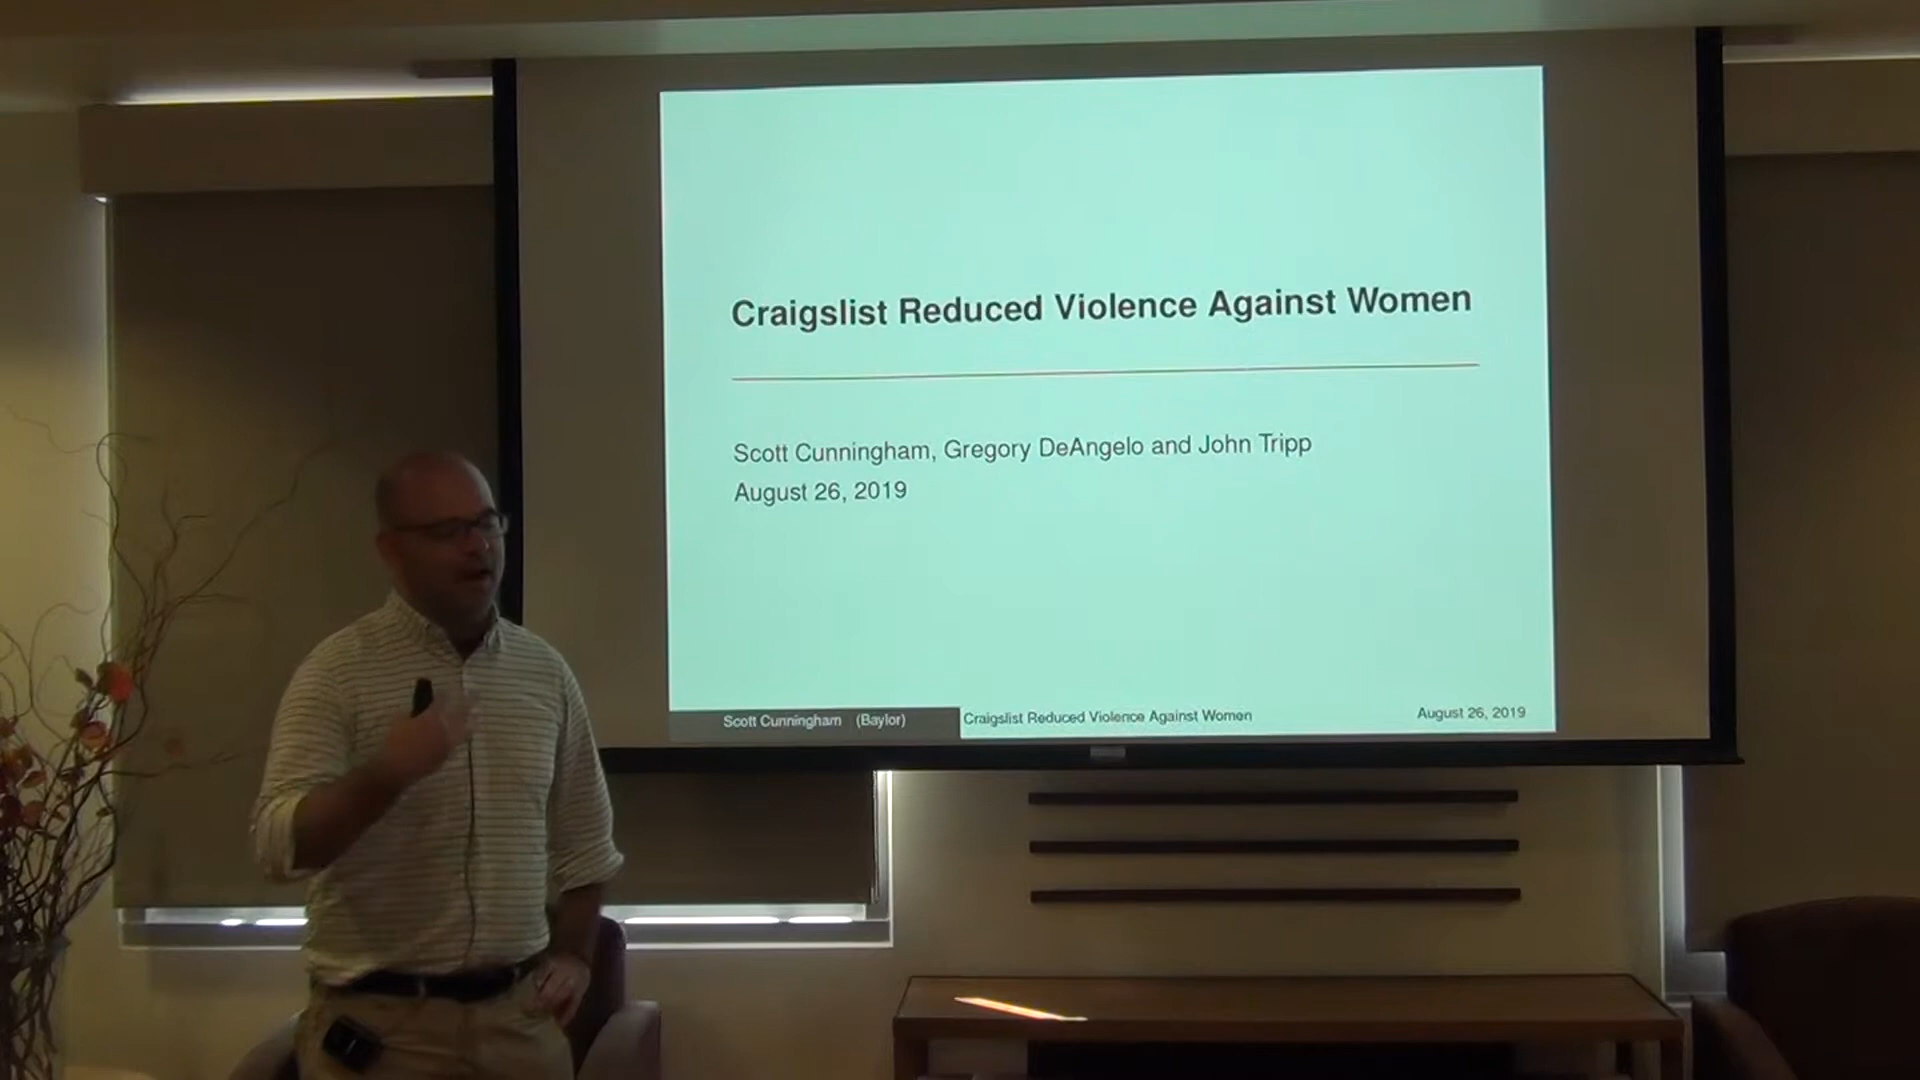 Craigslist Reduced Violence Against Women
Scott Cunningham, Gregory DeAngelo and John Tripp
August 26, 2019
Scott Cunningham (Baylor) Craigslist Reduced Violence Against Women August 26, 2019